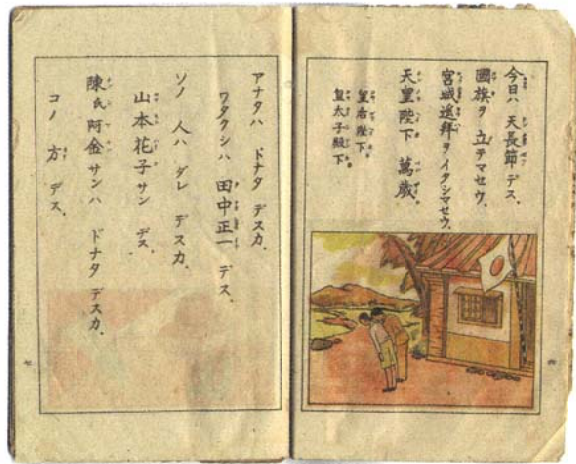 今日ハ 天長節 デス。
國旗ヲ 立テマセウ。
宮城遙拜ヲ イタシマセウ。
天皇陛下 萬歳
皇后陛下。
皇太子殿下。
アナタハ ドナタ デスカ。
ワタクシハ 田中正一 デス。
ソノ 人ハ ダレ デスカ。
山本花子サン デス。
陳氏阿金サンハ ドナタ デスカ。
コノ 方 デス。